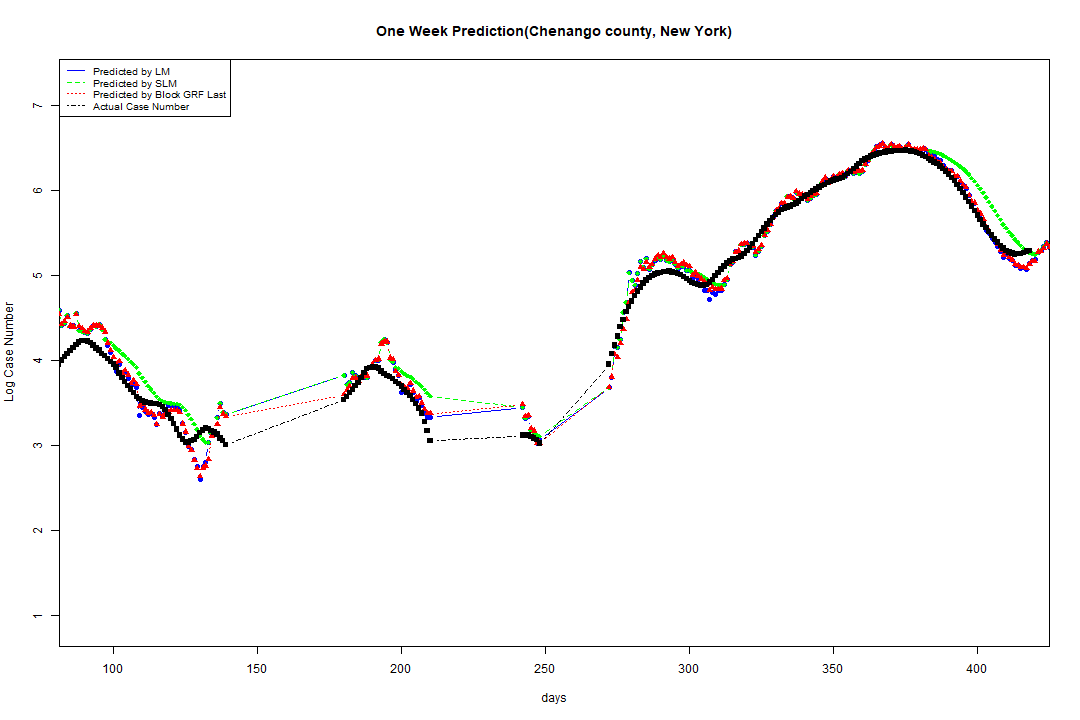 One Week Prediction(Chenango county, New York)
Predicted by LM
Predicted by SLM
Predicted by Block GRF Last
Actual Case Number
7
6
5
4
3
2
1
Log Case Number
100 150 200 250 300 350 400
days